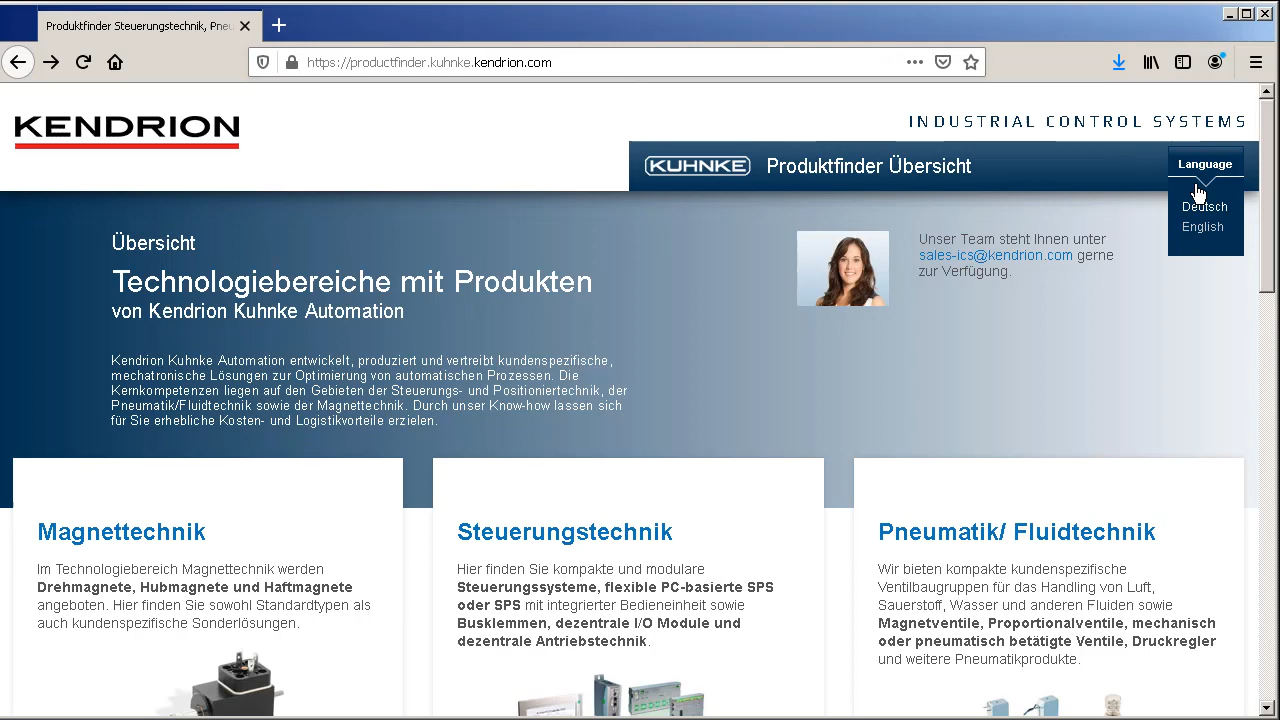 Produktfinder Steuerungstechnik, Pneu
https://productfinder.kuhnke.kendrion.com
KENDRION
INDUSTRIAL CONTROL SYSTEMS
KUHNKE Produktfinder Übersicht
Language
Deutsch
English
Übersicht
Technologiebereiche mit Produkten
von Kendrion Kuhnke Automation
Unser Team steht Ihnen unter
sales-ics@kendrion.com gerne
zur Verfügung.
Kendrion Kuhnke Automation entwickelt, produziert und vertreibt kundenspezifische,
mechatronische Lösungen zur Optimierung von automatischen Prozessen. Die
Kernkompetenzen liegen auf den Gebieten der Steuerungs- und Positioniertechnik, der
Pneumatik/Fluidtechnik sowie der Magnettechnik. Durch unser Know-how lassen sich
für Sie erhebliche Kosten- und Logistikvorteile erzielen.
Magnettechnik
Im Technologiebereich Magnettechnik werden
Drehmagnete, Hubmagnete und Haftmagnete
angeboten. Hier finden Sie sowohl Standardtypen als
auch kundenspezifische Sonderlösungen.
Steuerungstechnik
Hier finden Sie kompakte und modulare
Steuerungssysteme, flexible PC-basierte SPS
oder SPS mit integrierter Bedieneinheit sowie
Busklemmen, dezentrale I/O Module und
dezentrale Antriebstechnik.
Pneumatik/ Fluidtechnik
Wir bieten kompakte kundenspezifische
Ventilbaugruppen für das Handling von Luft,
Sauerstoff, Wasser und anderen Fluiden sowie
Magnetventile, Proportionalventile, mechanisch
oder pneumatisch betätigte Ventile, Druckregler
und weitere Pneumatikprodukte.